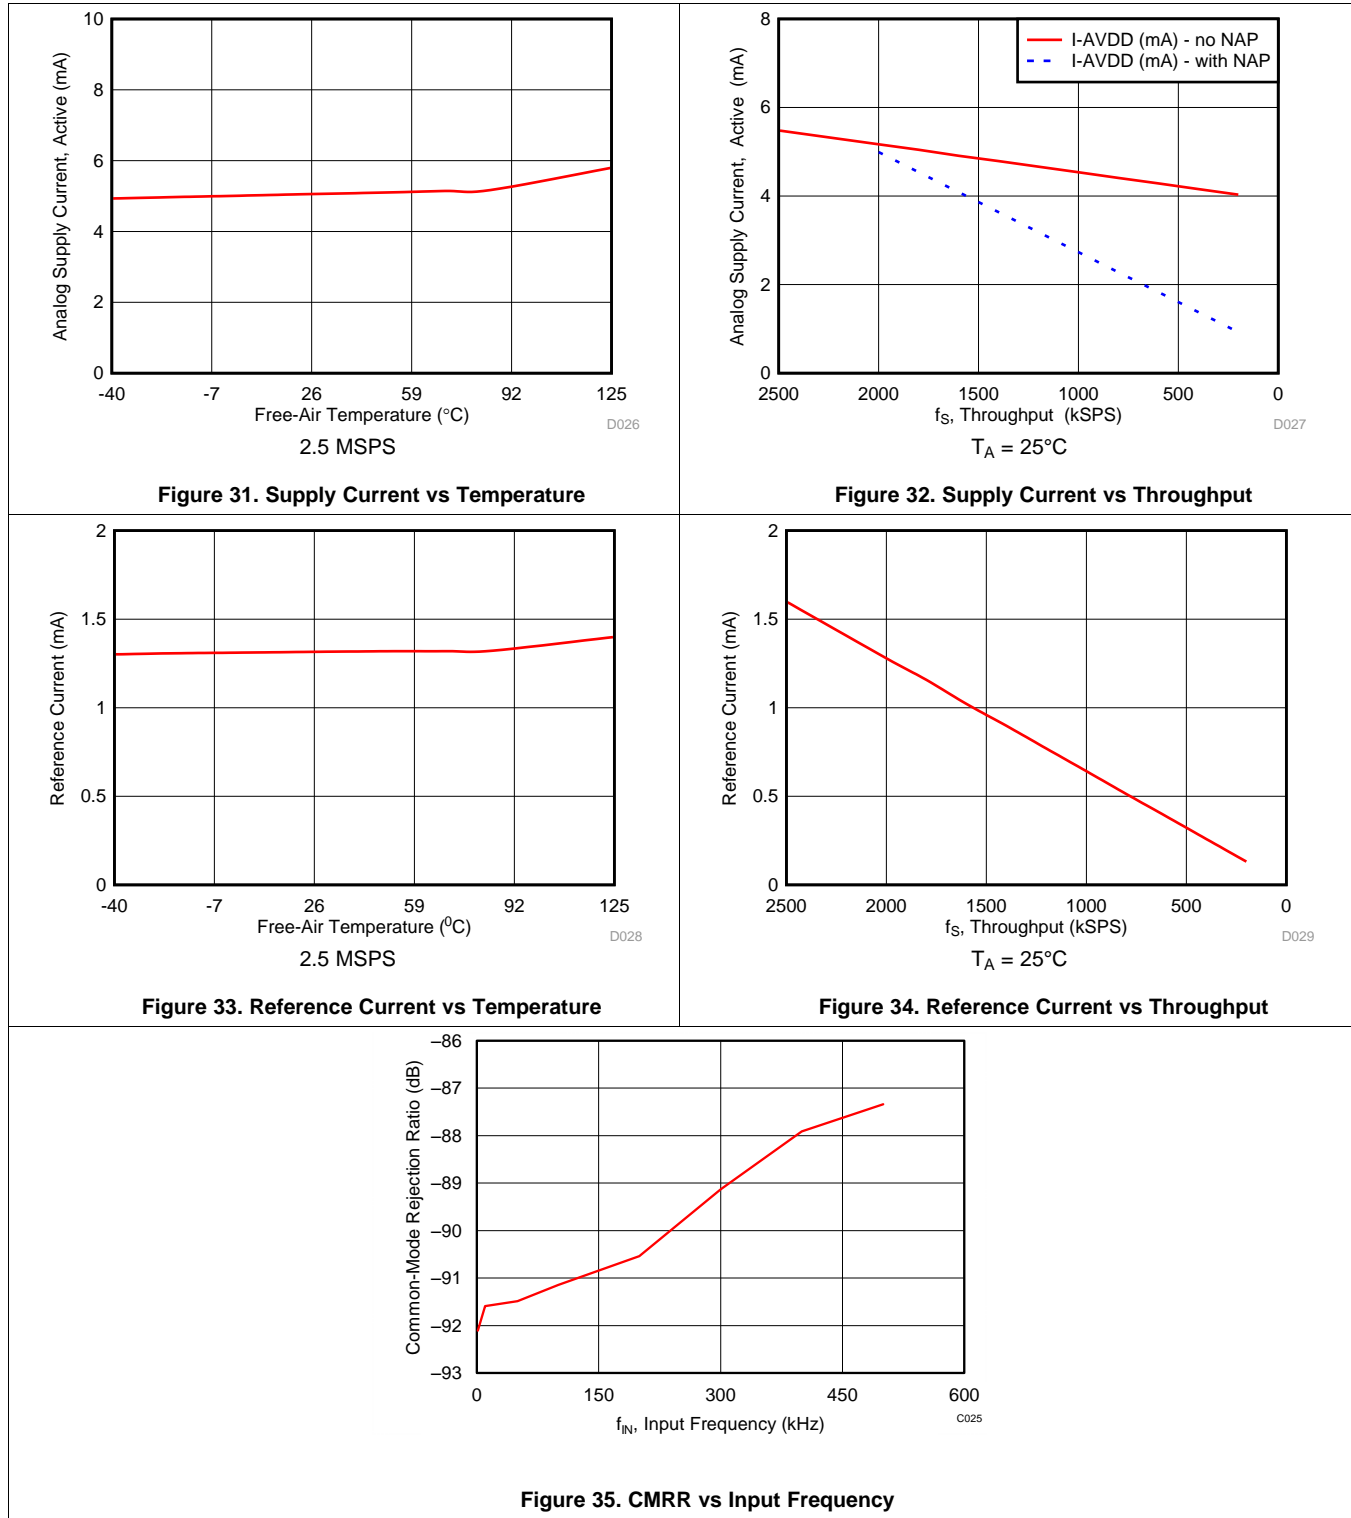 10
8
6
4
2
0
Analog Supply Current, Active (mA)
-40 -7 26 59 92 125
Free-Air Temperature (°C)
D026
2.5 MSPS
Figure 31. Supply Current vs Temperature
8
6
4
2
0
Analog Supply Current, Active (mA)
I-AVDD (mA) - no NAP
I-AVDD (mA) - with NAP
2500 2000 1500 1000 500 0
fS, Throughput (kSPS)
D027
TA = 25°C
Figure 32. Supply Current vs Throughput
2
1.5
1
0.5
0
Reference Current (mA)
-40 -7 26 59 92 125
Free-Air Temperature (⁰C)
D028
2.5 MSPS
Figure 33. Reference Current vs Temperature
2
1.5
1
0.5
0
Reference Current (mA)
2500 2000 1500 1000 500 0
fS, Throughput (kSPS)
D029
TA = 25°C
Figure 34. Reference Current vs Throughput
–86
–87
–88
–89
–90
–91
–92
–93
Common-Mode Rejection Ratio (dB)
0 150 300 450 600
fIN, Input Frequency (kHz)
C025
Figure 35. CMRR vs Input Frequency